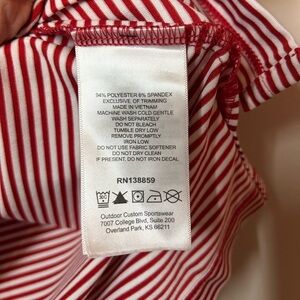 94% POLYESTER 6% SPANDEX
EXCLUSIVE OF TRIMMING
MADE IN VIETNAM
MACHINE WASH COLD GENTLE
WASH SEPARATELY
DO NOT BLEACH
TUMBLE DRY LOW
REMOVE PROMPTLY
IRON LOW
DO NOT USE FABRIC SOFTENER
DO NOT DRY CLEAN
IF PRESENT, DO NOT IRON DECAL
RN138859
Outdoor Custom Sportswear
7007 College Blvd, Suite 200
Overland Park, KS 66211